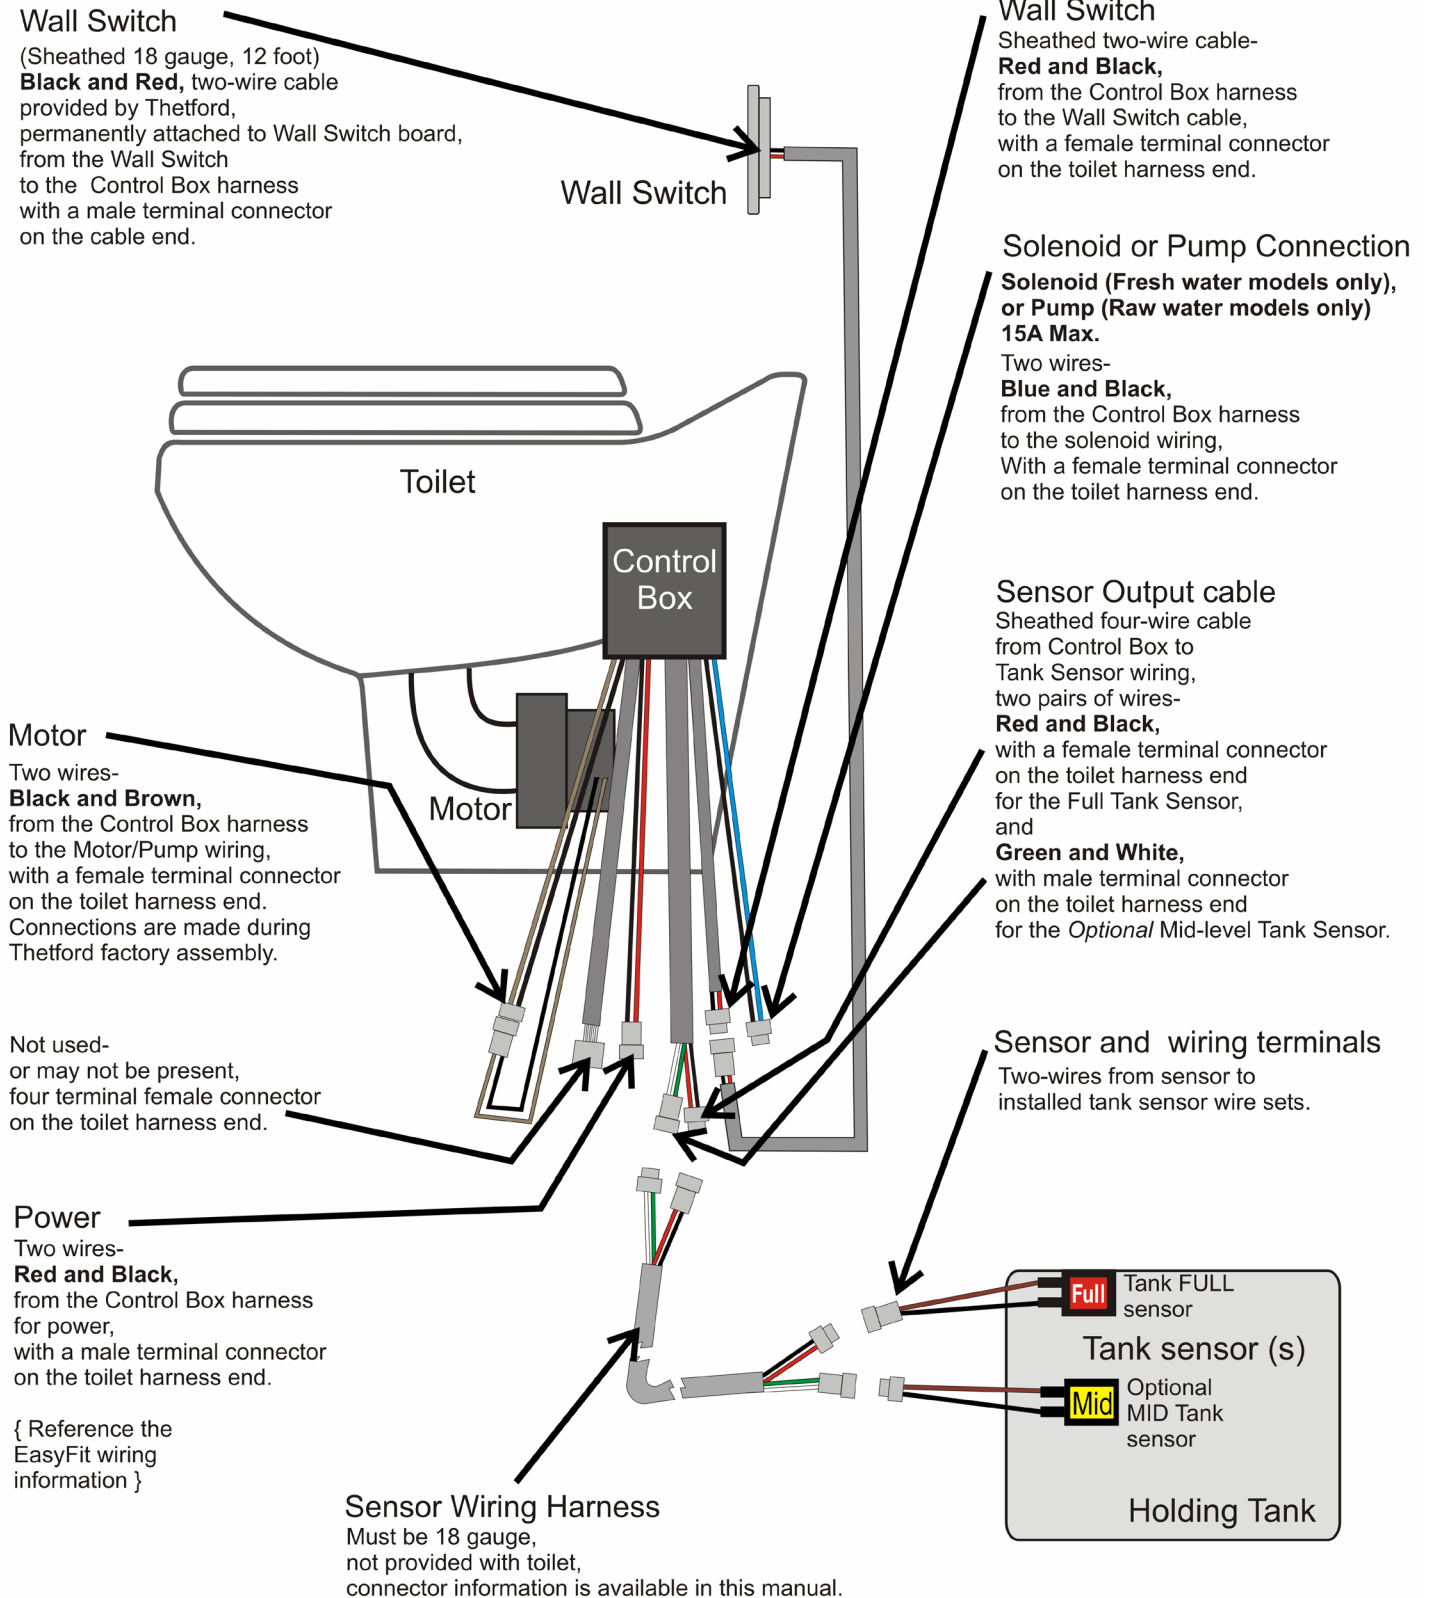 Wall Switch
(Sheathed 18 gauge, 12 foot)
Black and Red, two-wire cable
provided by Thetford,
permanently attached to Wall Switch board,
from the Wall Switch
to the Control Box harness
with a male terminal connector
on the cable end.
Wall Switch
Wall Switch
Sheathed two-wire cable-
Red and Black,
from the Control Box harness
to the Wall Switch cable,
with a female terminal connector
on the toilet harness end.
Solenoid or Pump Connection
Solenoid (Fresh water models only),
or Pump (Raw water models only)
15A Max.
Two wires-
Blue and Black,
from the Control Box harness
to the solenoid wiring,
With a female terminal connector
on the toilet harness end.
Toilet
Control
Box
Motor
Sensor Output cable
Sheathed four-wire cable
from Control Box to
Tank Sensor wiring,
two pairs of wires-
Red and Black,
with a female terminal connector
on the toilet harness end
for the Full Tank Sensor,
and
Green and White,
with male terminal connector
on the toilet harness end
for the Optional Mid-level Tank Sensor.
Motor
Two wires-
Black and Brown,
from the Control Box harness
to the Motor/Pump wiring,
with a female terminal connector
on the toilet harness end.
Connections are made during
Thetford factory assembly.
Not used-
or may not be present,
four terminal female connector
on the toilet harness end.
Sensor and wiring terminals
Two-wires from sensor to
installed tank sensor wire sets.
Power
Two wires-
Red and Black,
from the Control Box harness
for power,
with a male terminal connector
on the toilet harness end.
{ Reference the
EasyFit wiring
information }
Full
Tank FULL
sensor
Tank sensor (s)
Mid
Optional
MID Tank
sensor
Holding Tank
Sensor Wiring Harness
Must be 18 gauge,
not provided with toilet,
connector information is available in this manual.